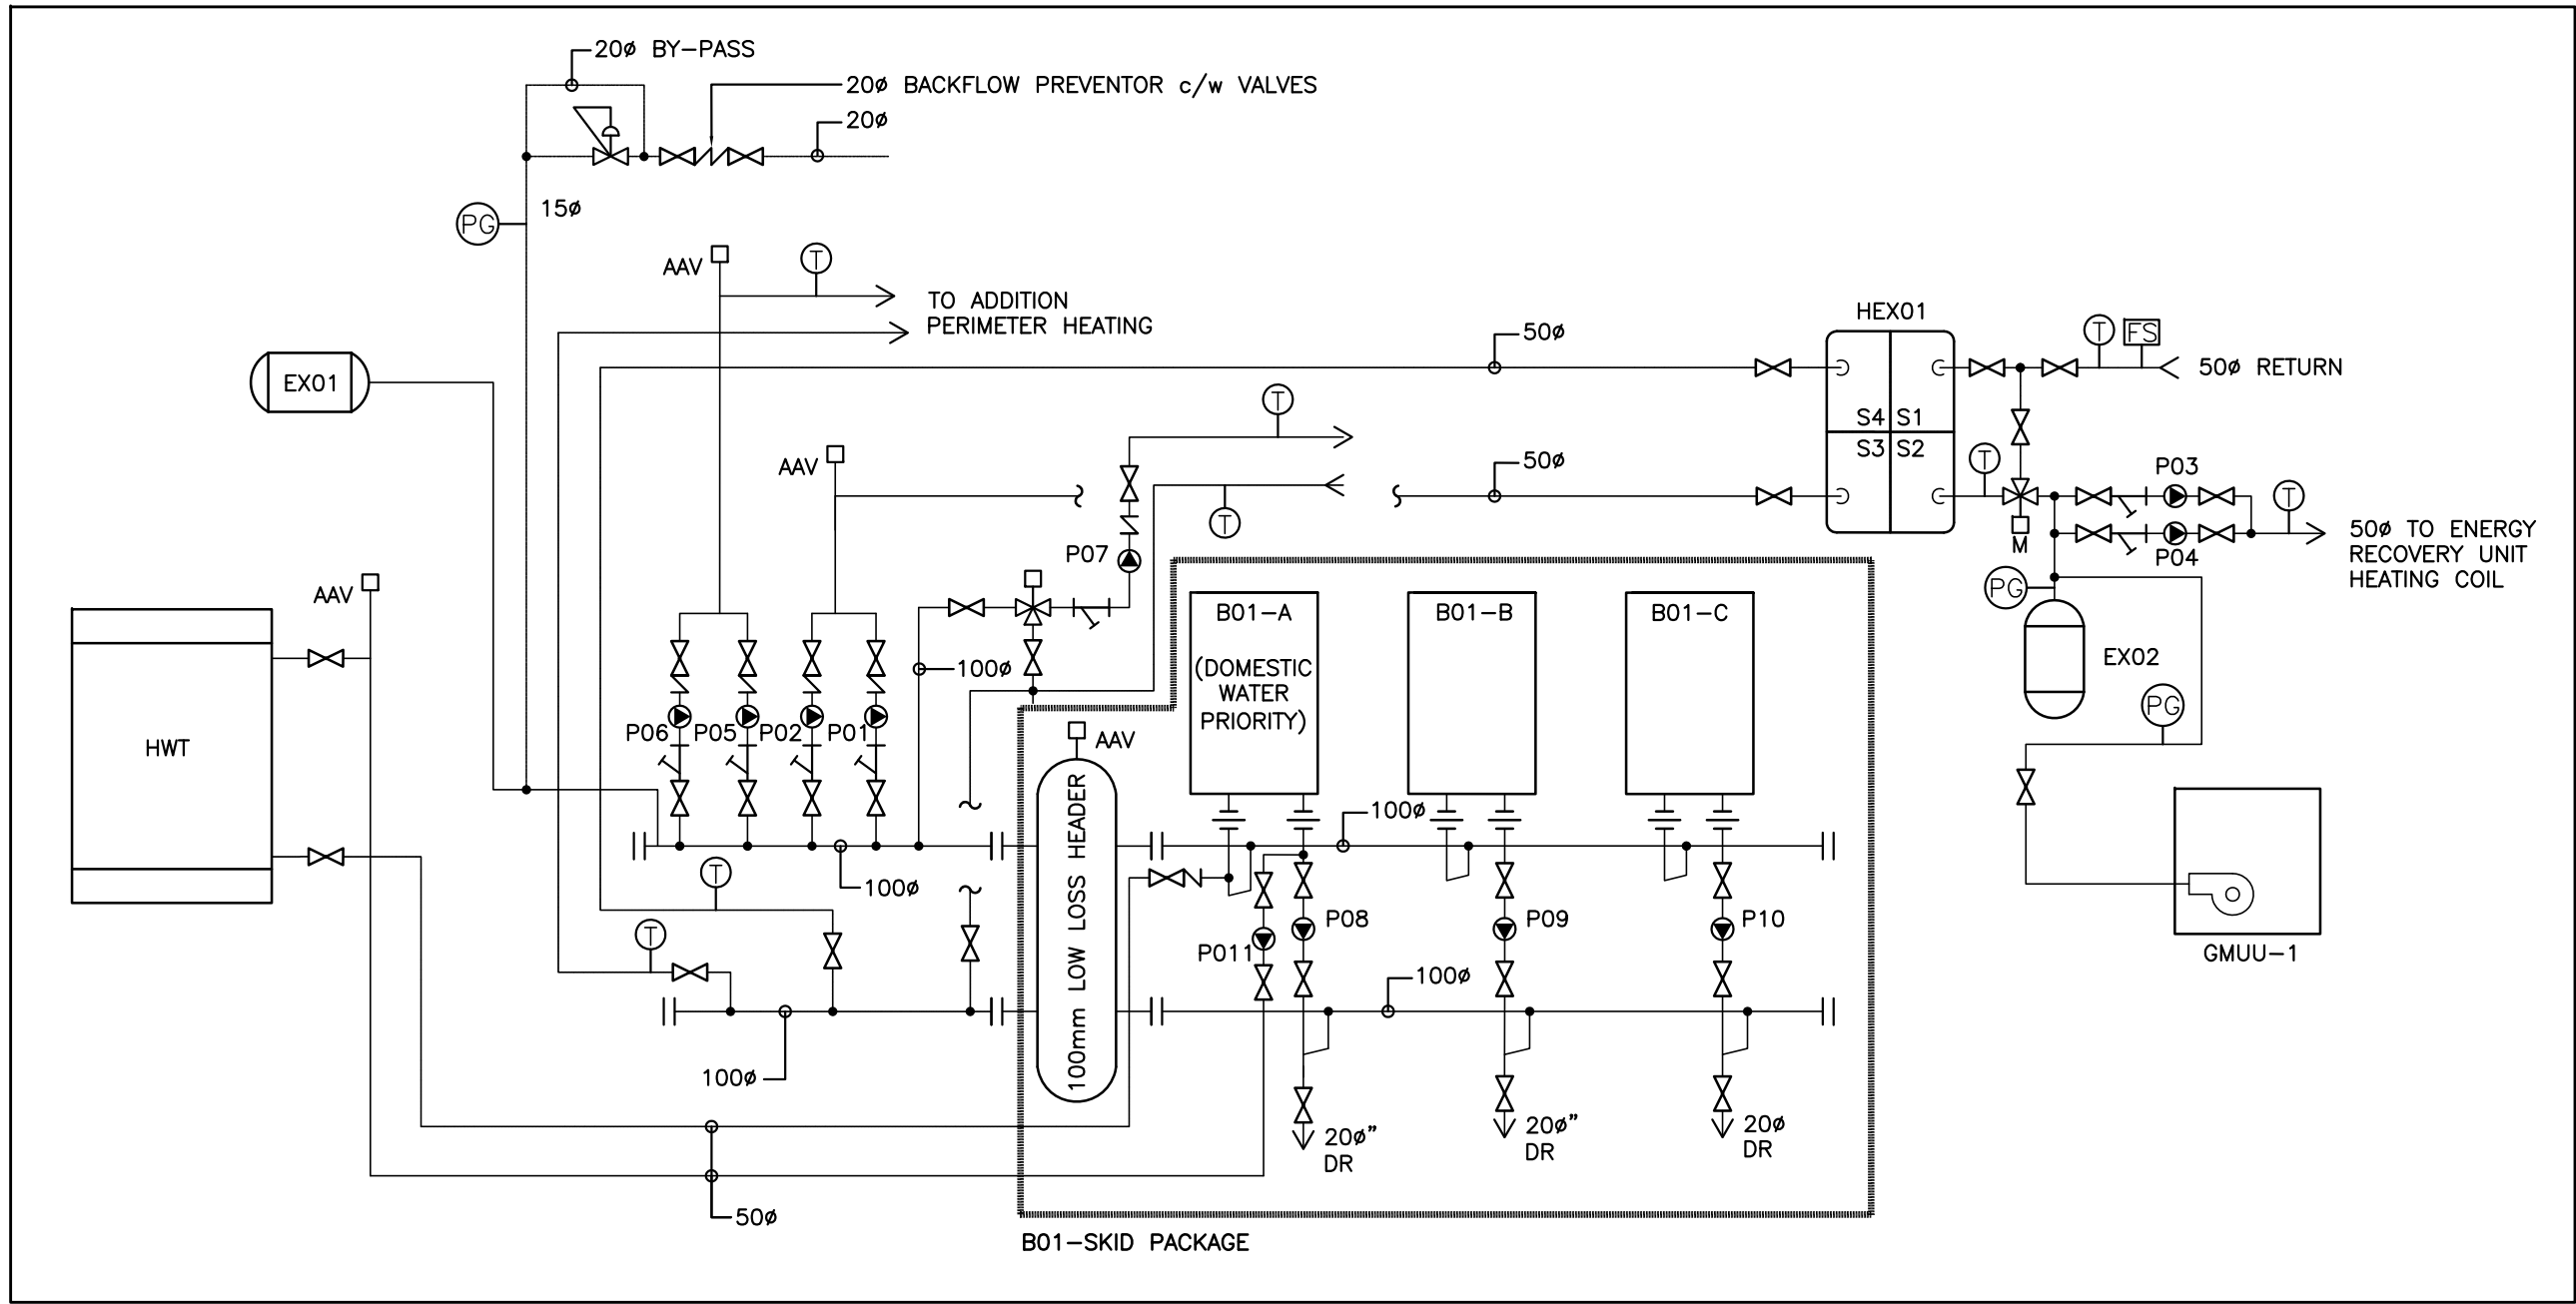 20ø BY-PASS
20ø BACKFLOW PREVENTOR c/w VALVES
20ø
15ø
PG
AAV
T
TO ADDITION
PERIMETER HEATING
HEX01
50ø
T
FS
50ø RETURN
EX01
T
S4
S1
S3
S2
AAV
50ø
T
P03
T
T
50ø TO ENERGY
RECOVERY UNIT
HEATING COIL
P07
M
P04
PG
AAV
B01-A
(DOMESTIC
WATER
PRIORITY)
B01-B
B01-C
100ø
EX02
PG
P06
P05
P02
P01
HWT
AAV
100mm LOW LOSS HEADER
100ø
T
100ø
T
P011
P08
P09
P10
GMUU-1
100ø
100ø
20ø"
DR
20ø"
DR
20ø
DR
50ø
B01-SKID PACKAGE